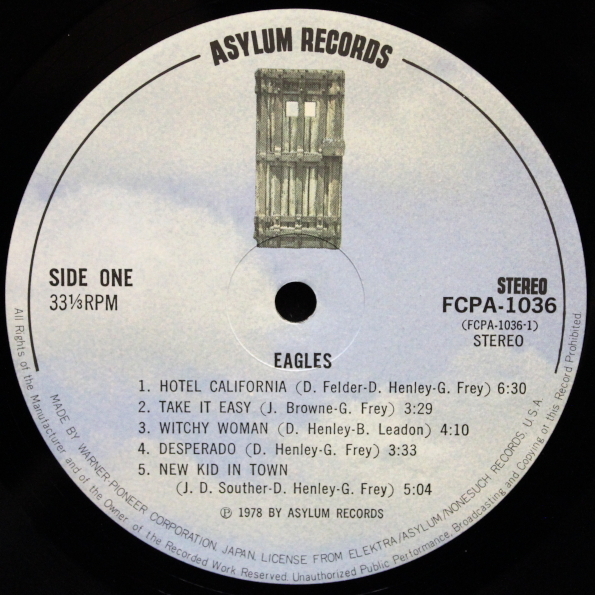 ASYLUM RECORDS
SIDE ONE
33⅓RPM
STEREO
FCPA-1036
(FCPA-1036-1)
STEREO
EAGLES
1. HOTEL CALIFORNIA (D. Felder-D. Henley-G. Frey) 6:30
2. TAKE IT EASY (J. Browne-G. Frey) 3:29
3. WITCHY WOMAN (D. Henley-B. Leadon) 4:10
4. DESPERADO (D. Henley-G. Frey) 3:33
5. NEW KID IN TOWN
(J. D. Souther-D. Henley-G. Frey) 5:04
℗ 1978 BY ASYLUM RECORDS
MADE BY WARNER-PIONEER CORPORATION, JAPAN, LICENSE FROM ELEKTRA/ASYLUM/NONESUCH RECORDS, U.S.A.
All Rights of the Manufacturer and of the Owner of the Recorded Work Reserved. Unauthorized Public Performance, Broadcasting and Copying of this Record Prohibited.